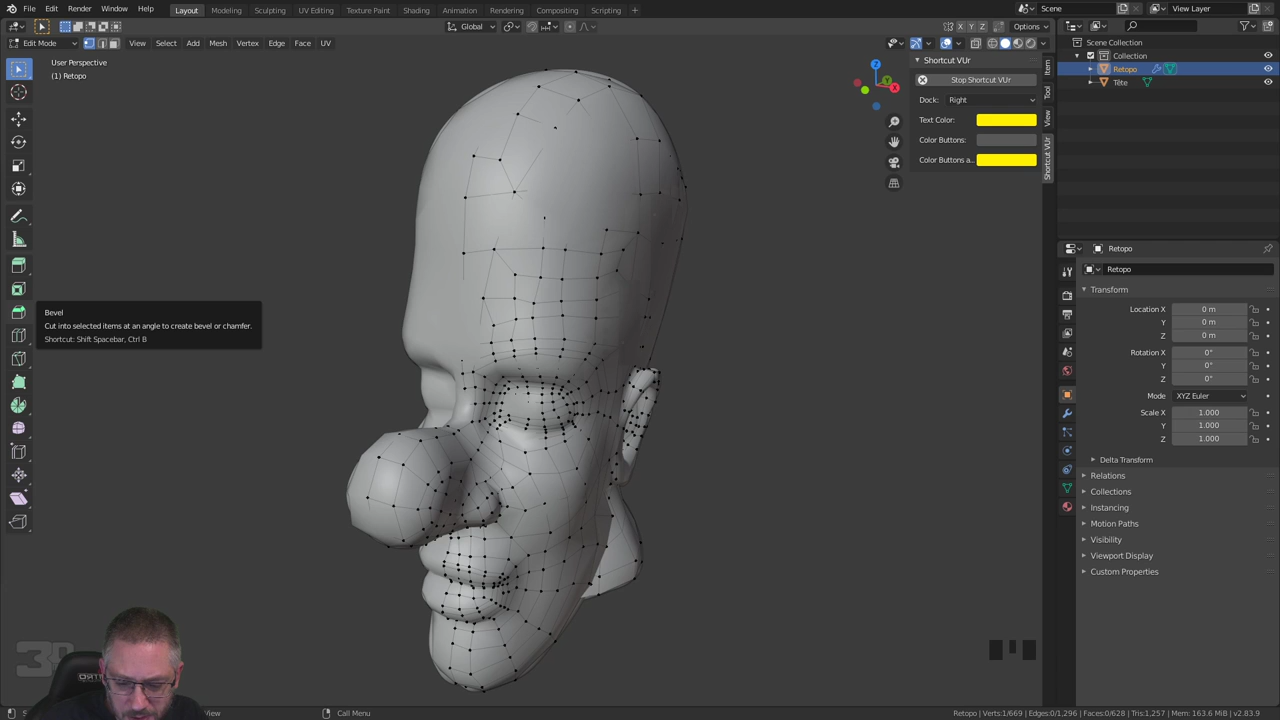 File Edit Render Window Help
Layout Modeling Sculpting UV Editing Texture Paint Shading Animation Rendering Compositing Scripting +
Scene
View Layer
Global
X Y Z
Options
Edit Mode
View Select Add Mesh Vertex Edge Face UV
User Perspective
(1) Retopo
Shortcut VUr
Stop Shortcut VUr
Dock: Right
Text Color:
Color Buttons:
Color Buttons a..
Item
Tool
View
Shortcut VUr
Z
Y
X
Scene Collection
Collection
Retopo
Tête
Bevel
Cut into selected items at an angle to create bevel or chamfer.
Shortcut: Shift Spacebar, Ctrl B
Retopo
Retopo
Transform
Location X 0 m
Y 0 m
Z 0 m
Rotation X 0°
Y 0°
Z 0°
Mode XYZ Euler
Scale X 1.000
Y 1.000
Z 1.000
Delta Transform
Relations
Collections
Instancing
Motion Paths
Visibility
Viewport Display
Custom Properties
View
Call Menu
Retopo | Verts:1/669 | Edges:0/1,296 | Faces:0/628 | Tris:1,257 | Mem: 163.6 MiB | v2.83.9